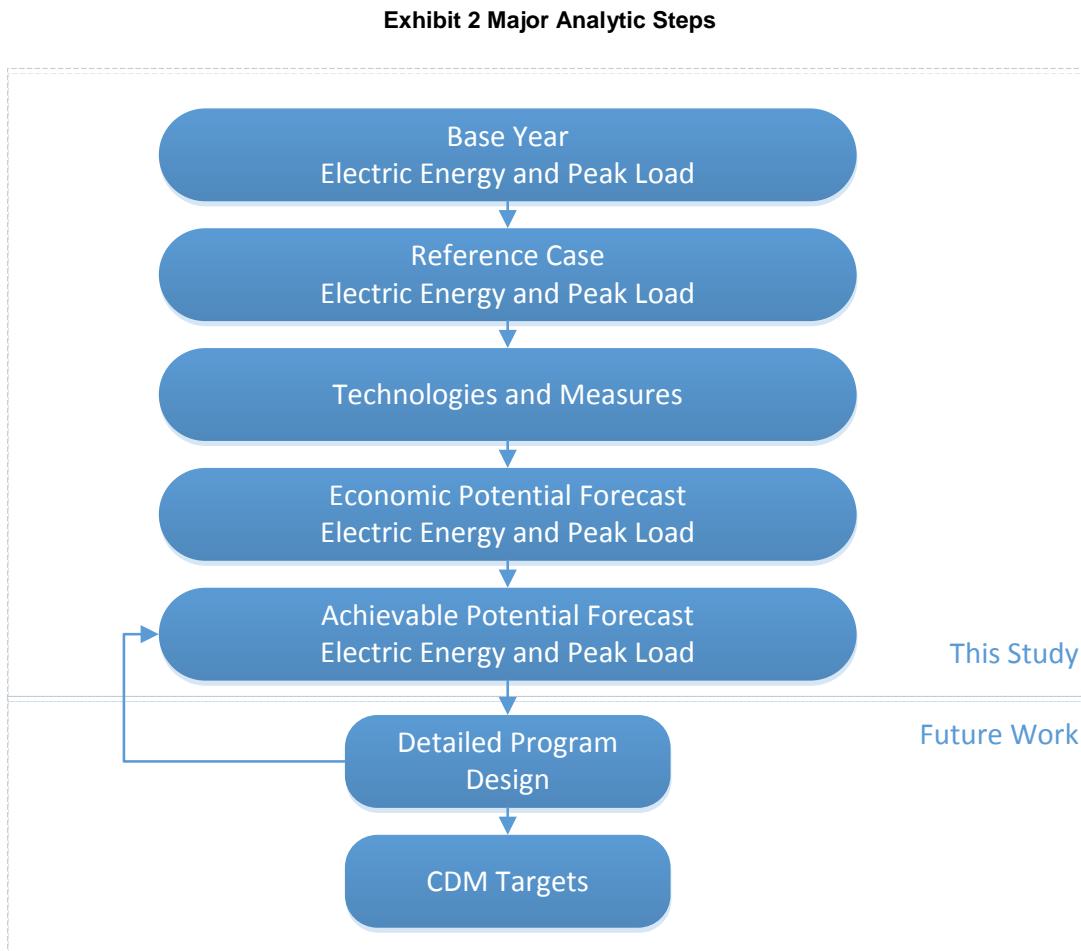 Exhibit 2 Major Analytic Steps
Base Year
Electric Energy and Peak Load
Reference Case
Electric Energy and Peak Load
Technologies and Measures
Economic Potential Forecast
Electric Energy and Peak Load
Achievable Potential Forecast
Electric Energy and Peak Load
This Study
Future Work
Detailed Program
Design
CDM Targets